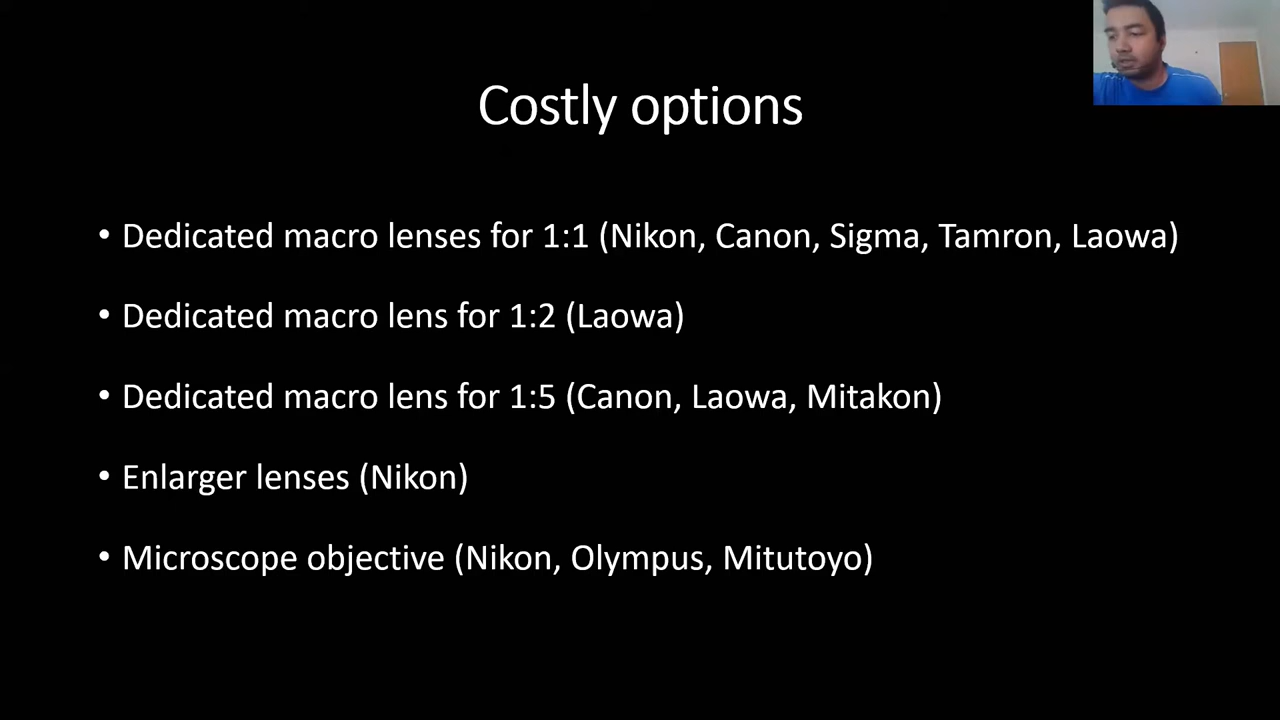 Costly options
• Dedicated macro lenses for 1:1 (Nikon, Canon, Sigma, Tamron, Laowa)
• Dedicated macro lens for 1:2 (Laowa)
• Dedicated macro lens for 1:5 (Canon, Laowa, Mitakon)
• Enlarger lenses (Nikon)
• Microscope objective (Nikon, Olympus, Mitutoyo)